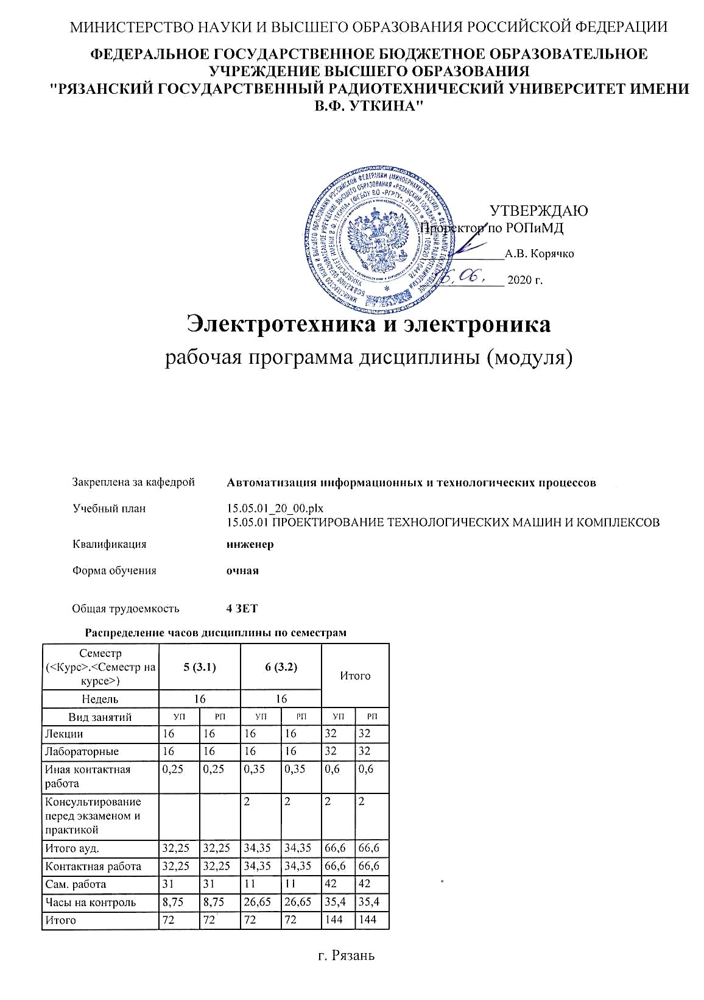 МИНИСТЕРСТВО НАУКИ И ВЫСШЕГО ОБРАЗОВАНИЯ РОССИЙСКОЙ ФЕДЕРАЦИИ
ФЕДЕРАЛЬНОЕ ГОСУДАРСТВЕННОЕ БЮДЖЕТНОЕ ОБРАЗОВАТЕЛЬНОЕ
УЧРЕЖДЕНИЕ ВЫСШЕГО ОБРАЗОВАНИЯ
"РЯЗАНСКИЙ ГОСУДАРСТВЕННЫЙ РАДИОТЕХНИЧЕСКИЙ УНИВЕРСИТЕТ ИМЕНИ
В.Ф. УТКИНА"
УТВЕРЖДАЮ
Проректор по РОПиМД
А.В. Корячко
06. 2020 г.
Электротехника и электроника
рабочая программа дисциплины (модуля)
Закреплена за кафедрой Автоматизация информационных и технологических процессов
Учебный план 15.05.01_20_00.plx
15.05.01 ПРОЕКТИРОВАНИЕ ТЕХНОЛОГИЧЕСКИХ МАШИН И КОМПЛЕКСОВ
Квалификация инженер
Форма обучения очная
Общая трудоемкость 4 ЗЕТ
Распределение часов дисциплины по семестрам
Семестр
(<Курс>.<Семестр на
курсе>) 5 (3.1) 6 (3.2) Итого
Недель 16 16
Вид занятий УП РП УП РП УП РП
Лекции 16 16 16 16 32 32
Лабораторные 16 16 16 16 32 32
Иная контактная
работа 0,25 0,25 0,35 0,35 0,6 0,6
Консультирование
перед экзаменом и
практикой 2 2 2 2
Итого ауд. 32,25 32,25 34,35 34,35 66,6 66,6
Контактная работа 32,25 32,25 34,35 34,35 66,6 66,6
Сам. работа 31 31 11 11 42 42
Часы на контроль 8,75 8,75 26,65 26,65 35,4 35,4
Итого 72 72 72 72 144 144
г. Рязань